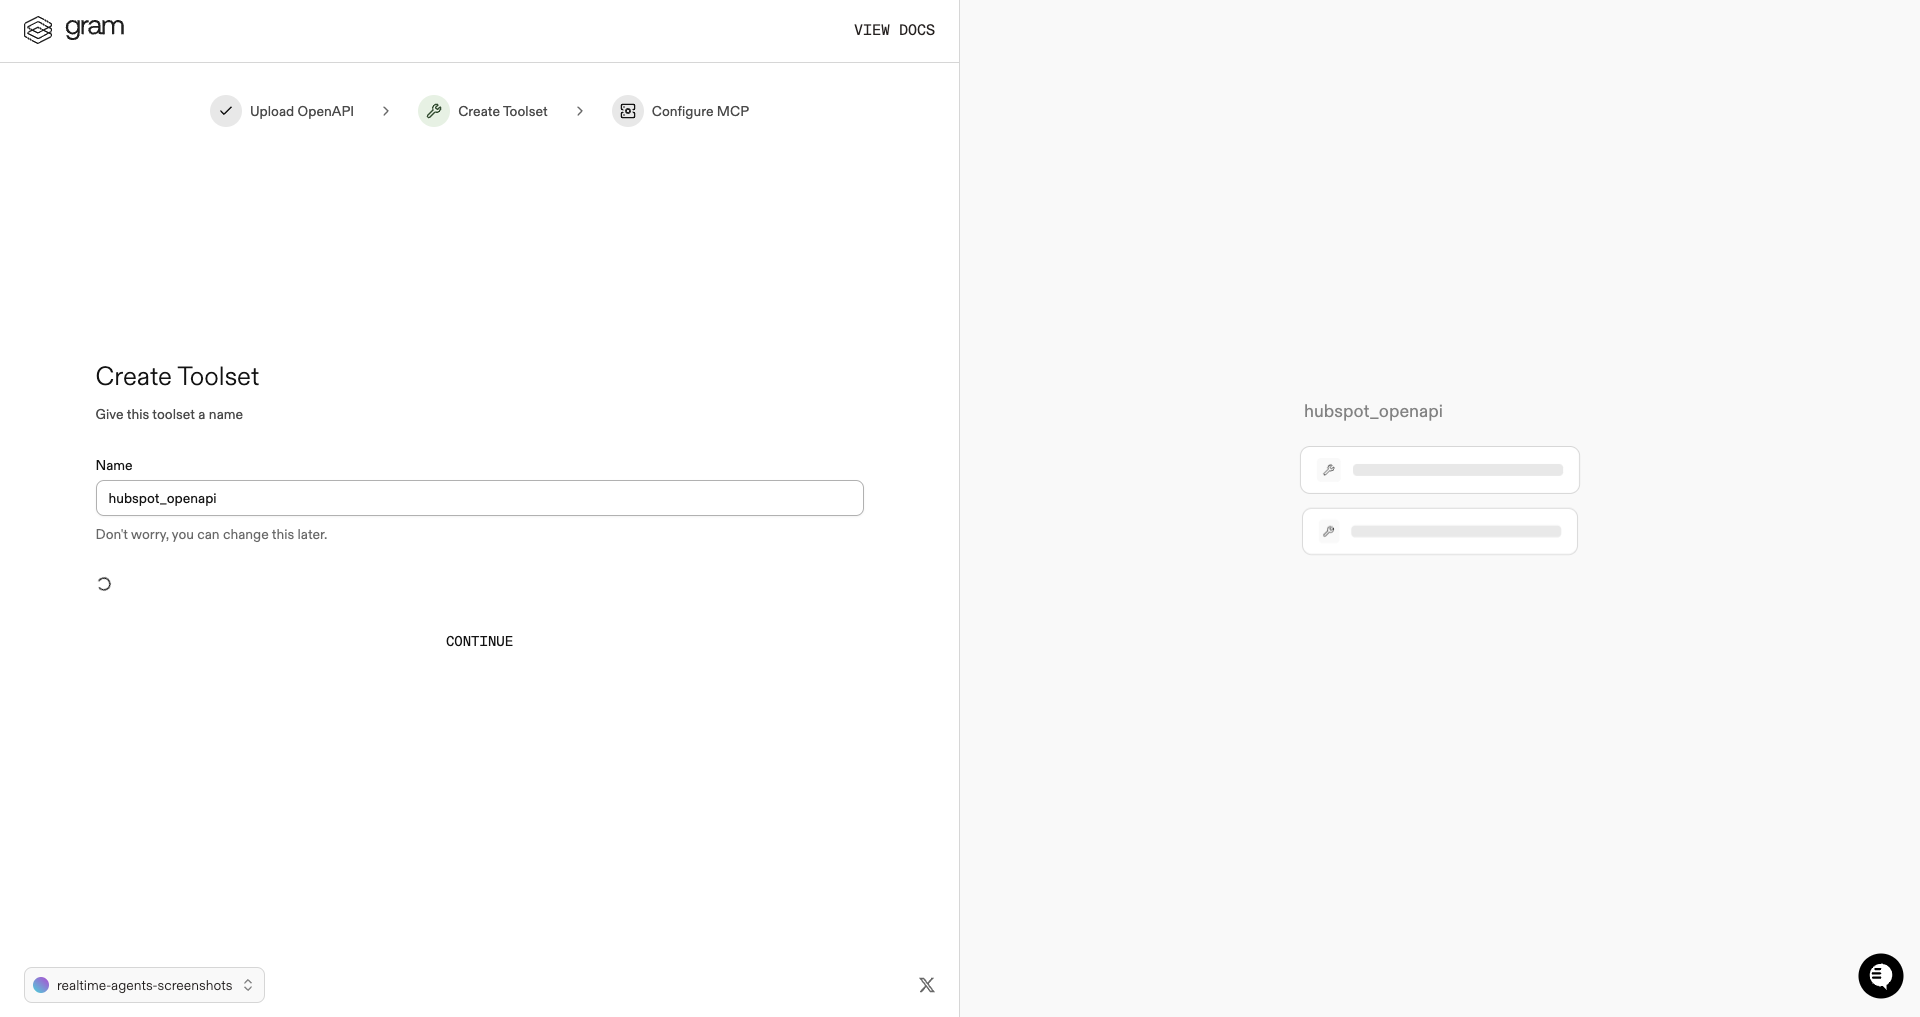 gram
VIEW DOCS
Upload OpenAPI
Create Toolset
Configure MCP
Create Toolset
Give this toolset a name
Name
hubspot_openapi
Don't worry, you can change this later.
CONTINUE
realtime-agents-screenshots
hubspot_openapi